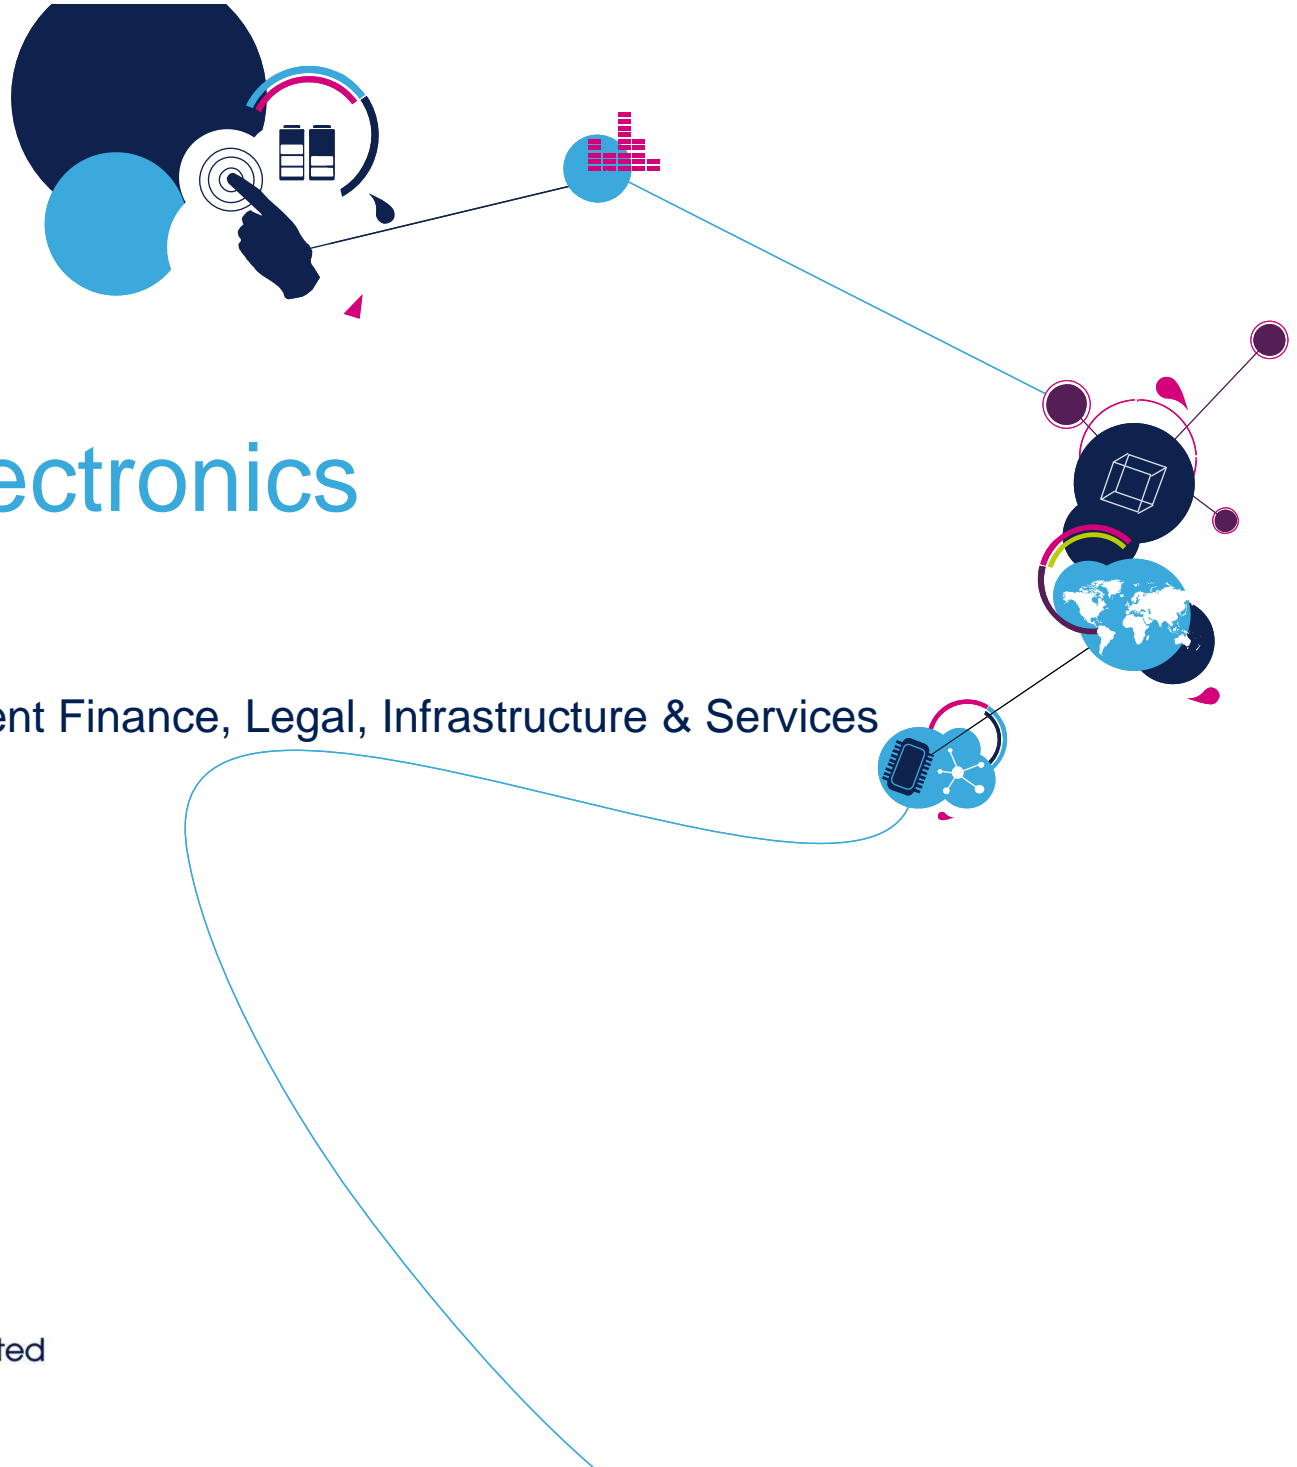 ectronics
ent Finance, Legal, Infrastructure & Services
ted